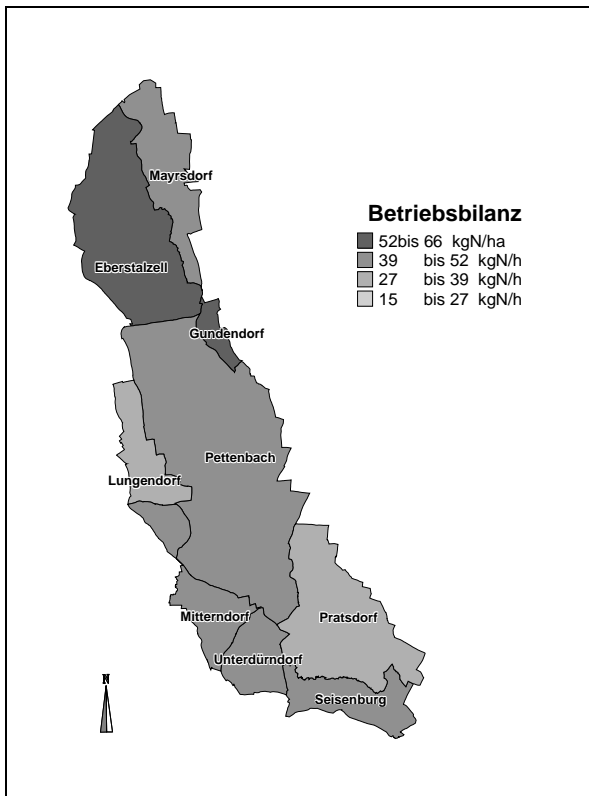 Mayrsdorf
Betriebsbilanz
52bis 66 kgN/ha
39 bis 52 kgN/h
27 bis 39 kgN/h
15 bis 27 kgN/h
Eberstalzell
Gundendorf
Pettenbach
Lungendorf
Mitterndorf
Pratsdorf
Unterdürndorf
Seisenburg
N